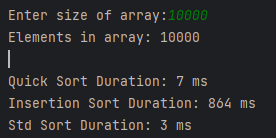 Enter size of array:10000
Elements in array: 10000
Quick Sort Duration: 7 ms
Insertion Sort Duration: 864 ms
Std Sort Duration: 3 ms